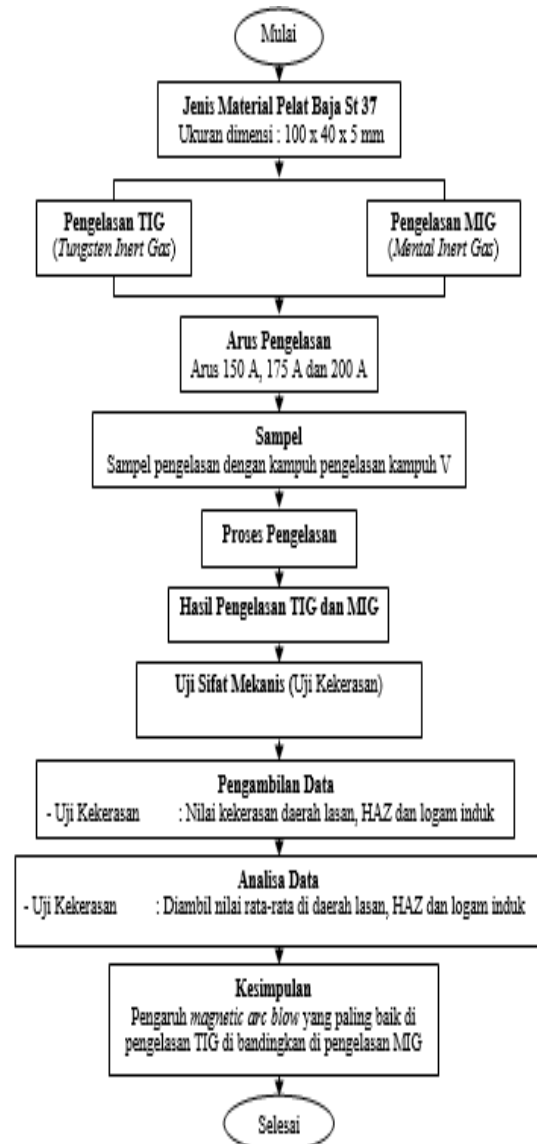 Mulai
Jenis Material Pelat Baja St 37
Ukuran dimensi : 100 x 40 x 5 mm
Pengelasan TIG
(Tungsten Inert Gas)
Pengelasan MIG
(Mental Inert Gas)
Arus Pengelasan
Arus 150 A, 175 A dan 200 A
Sampel
Sampel pengelasan dengan kampuh pengelasan kampuh V
Proses Pengelasan
Hasil Pengelasan TIG dan MIG
Uji Sifat Mekanis (Uji Kekerasan)
Pengambilan Data
- Uji Kekerasan : Nilai kekerasan daerah lasan, HAZ dan logam induk
Analisa Data
- Uji Kekerasan : Diambil nilai rata-rata di daerah lasan, HAZ dan logam induk
Kesimpulan
Pengaruh magnetic arc blow yang paling baik di
pengelasan TIG di bandingkan di pengelasan MIG
Selesai